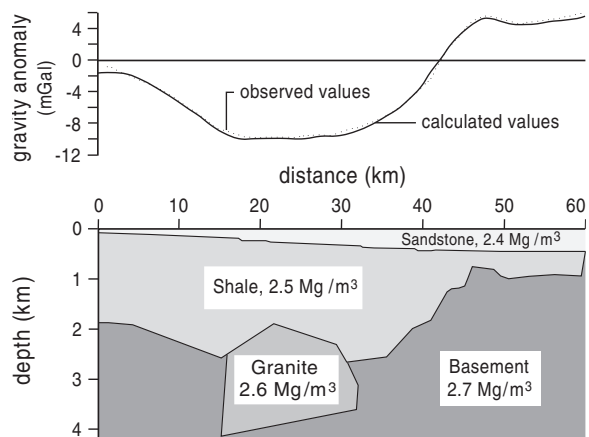 gravity anomaly
(mGal)
4
0
-4
-8
-12
observed values
calculated values
distance (km)
0 10 20 30 40 50 60
depth (km)
0
1
2
3
4
Sandstone, 2.4 Mg/m³
Shale, 2.5 Mg /m³
Granite
2.6 Mg/m³
Basement
2.7 Mg/m³